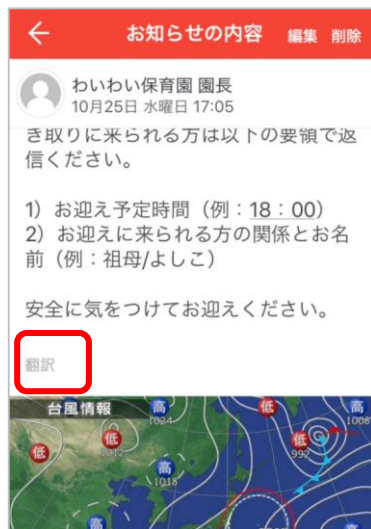 ← お知らせの内容 編集 削除
わいわい保育園 園長
10月25日 水曜日 17:05
き取りに来られる方は以下の要領で返
信ください。
1）お迎え予定時間（例：18：00）
2）お迎えに来られる方の関係とお名
前（例：祖母/よしこ）
安全に気をつけてお迎えください。
翻訳
台風情報
高
1024
低
高
1008
低
低
1012
低
992
高
1018
高